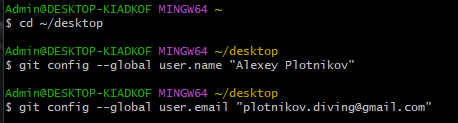 Admin@DESKTOP-KIADKOF MINGW64 ~
$ cd ~/desktop
Admin@DESKTOP-KIADKOF MINGW64 ~/desktop
$ git config --global user.name "Alexey Plotnikov"
Admin@DESKTOP-KIADKOF MINGW64 ~/desktop
$ git config --global user.email "plotnikov.diving@gmail.com"